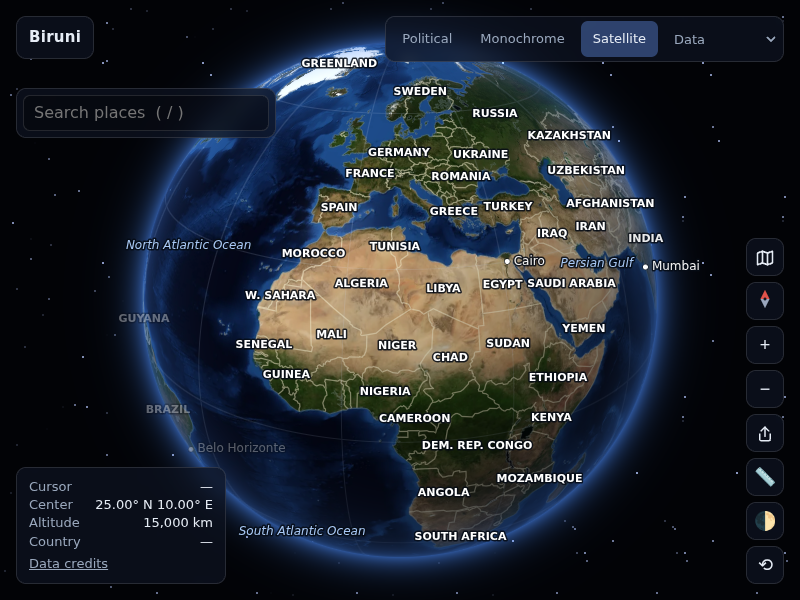 Biruni
Political Monochrome Satellite Data
Search places ( / )
GREENLAND
SWEDEN
RUSSIA
KAZAKHSTAN
GERMANY
UKRAINE
FRANCE
ROMANIA
UZBEKISTAN
SPAIN
GREECE
TURKEY
AFGHANISTAN
IRAQ
IRAN
INDIA
North Atlantic Ocean
MOROCCO
TUNISIA
Cairo
Persian Gulf
Mumbai
W. SAHARA
ALGERIA
LIBYA
EGYPT
SAUDI ARABIA
GUYANA
MALI
SENEGAL
NIGER
CHAD
SUDAN
YEMEN
GUINEA
NIGERIA
ETHIOPIA
BRAZIL
CAMEROON
KENYA
Belo Horizonte
DEM. REP. CONGO
MOZAMBIQUE
ANGOLA
South Atlantic Ocean
SOUTH AFRICA
+
−
Cursor —
Center 25.00° N 10.00° E
Altitude 15,000 km
Country —
Data credits